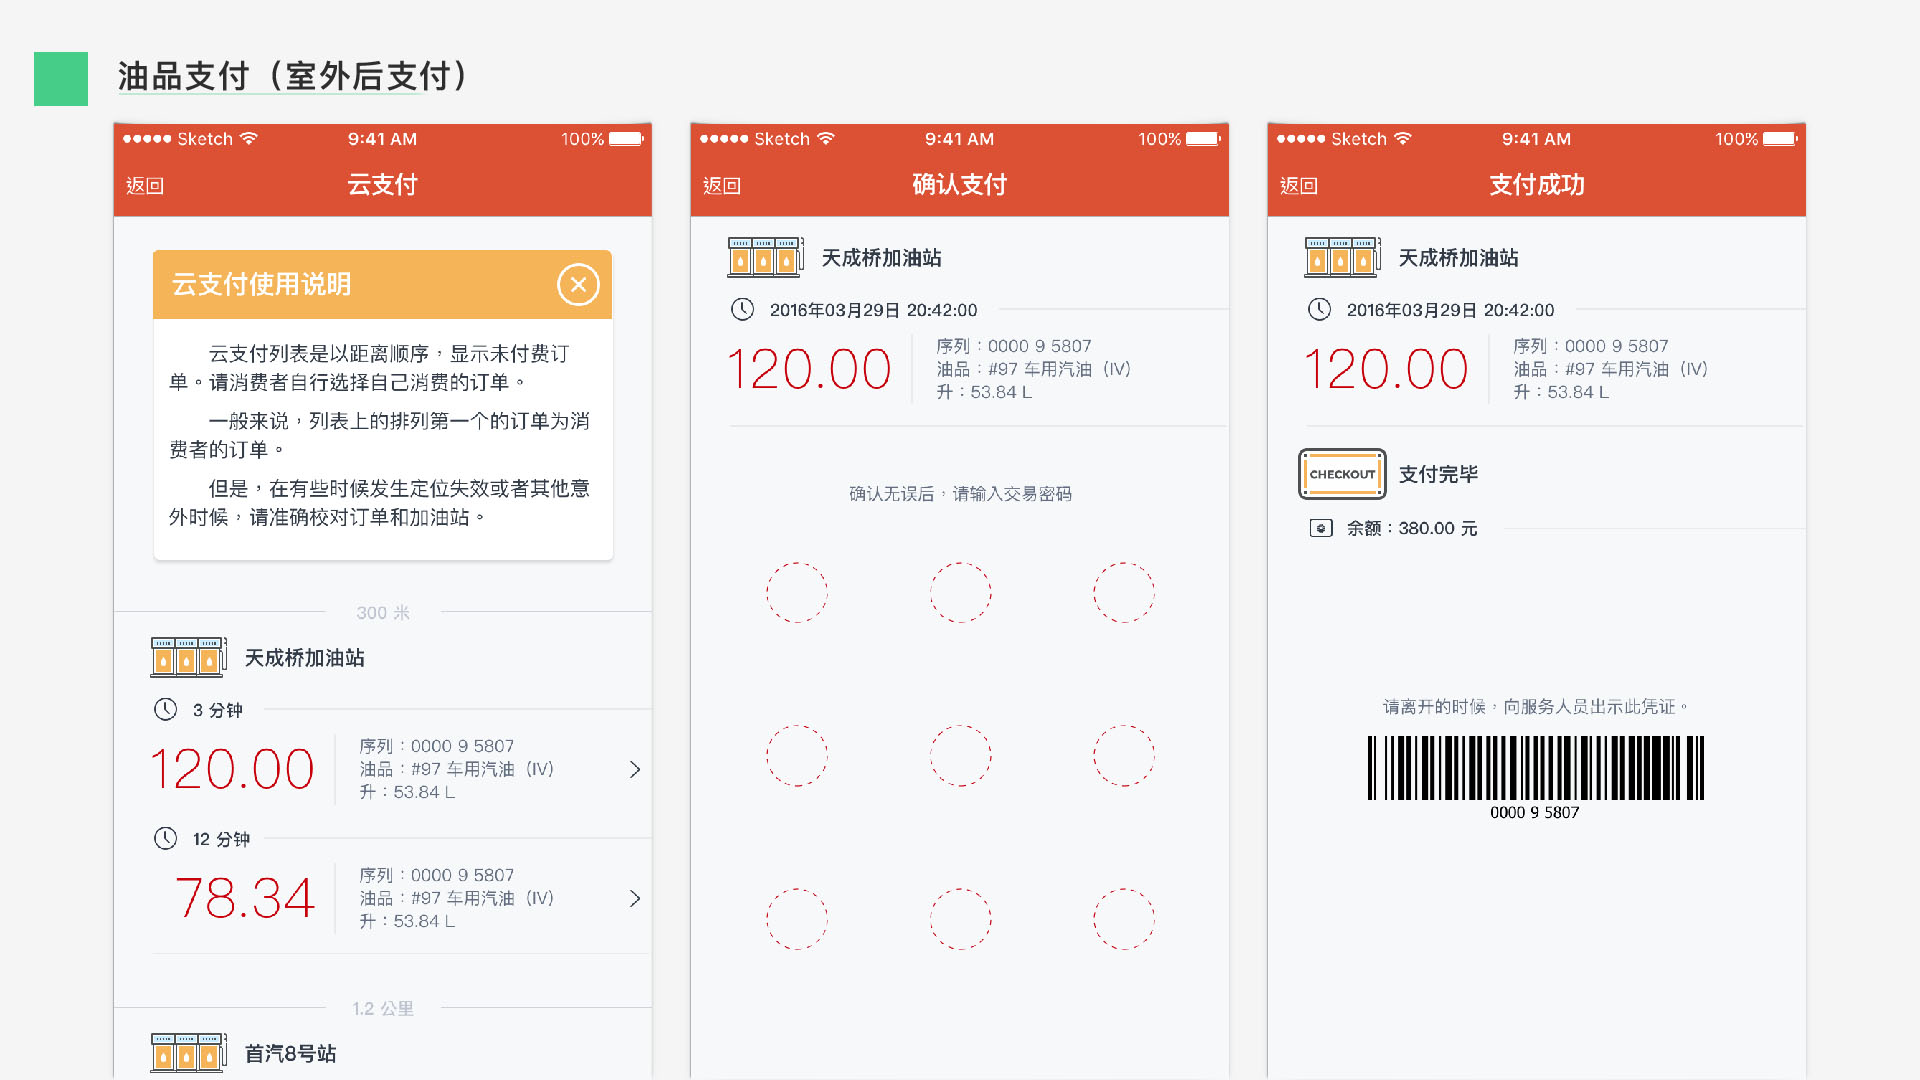 油品支付（室外后支付）
Sketch 9:41 AM 100%
返回 云支付
云支付使用说明
云支付列表是以距离顺序，显示未付费订
单。请消费者自行选择自己消费的订单。
一般来说，列表上的排列第一个的订单为消
费者的订单。
但是，在有些时候发生定位失效或者其他意
外时候，请准确校对订单和加油站。
300 米
天成桥加油站
3 分钟
120.00
序列：0000 9 5807
油品：#97 车用汽油（IV）
升：53.84 L
12 分钟
78.34
序列：0000 9 5807
油品：#97 车用汽油（IV）
升：53.84 L
1.2 公里
首汽8号站
Sketch 9:41 AM 100%
返回 确认支付
天成桥加油站
2016年03月29日 20:42:00
120.00
序列：0000 9 5807
油品：#97 车用汽油（IV）
升：53.84 L
确认无误后，请输入交易密码
Sketch 9:41 AM 100%
返回 支付成功
天成桥加油站
2016年03月29日 20:42:00
120.00
序列：0000 9 5807
油品：#97 车用汽油（IV）
升：53.84 L
CHECKOUT 支付完毕
余额：380.00 元
请离开的时候，向服务人员出示此凭证。
0000 9 5807